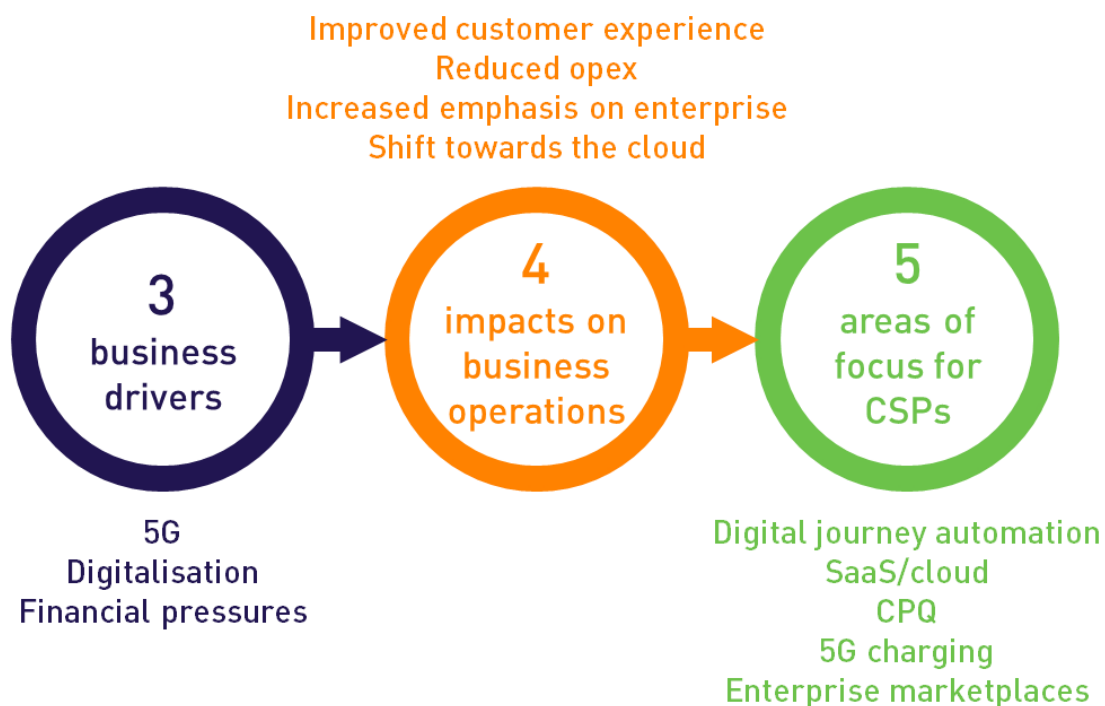 Improved customer experience
Reduced opex
Increased emphasis on enterprise
Shift towards the cloud
3
business
drivers
4
impacts on
business
operations
5
areas of
focus for
CSPs
5G
Digitalisation
Financial pressures
Digital journey automation
SaaS/cloud
CPQ
5G charging
Enterprise marketplaces